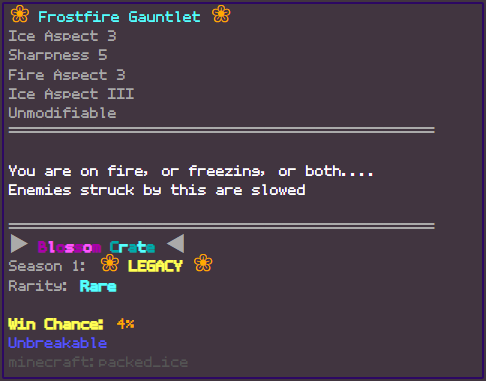 ❀ Frostfire Gauntlet ❀
Ice Aspect 3
Sharpness 5
Fire Aspect 3
Ice Aspect III
Unmodifiable
You are on fire, or freezing, or both....
Enemies struck by this are slowed
▶ Blossom Crate ◀
Season 1: ❀ LEGACY ❀
Rarity: Rare
Win Chance: 4%
Unbreakable
minecraft:packed_ice